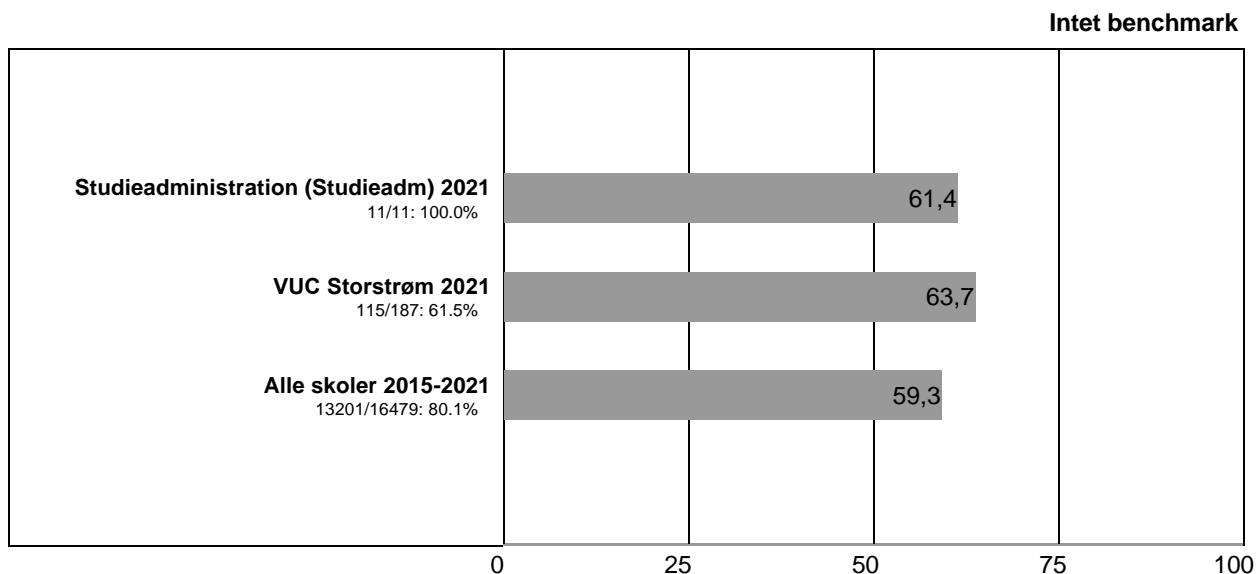 Intet benchmark
Studieadministration (Studieadm) 2021
11/11: 100.0%
61,4
VUC Storstrøm 2021
115/187: 61.5%
63,7
Alle skoler 2015-2021
13201/16479: 80.1%
59,3
0 25 50 75 100